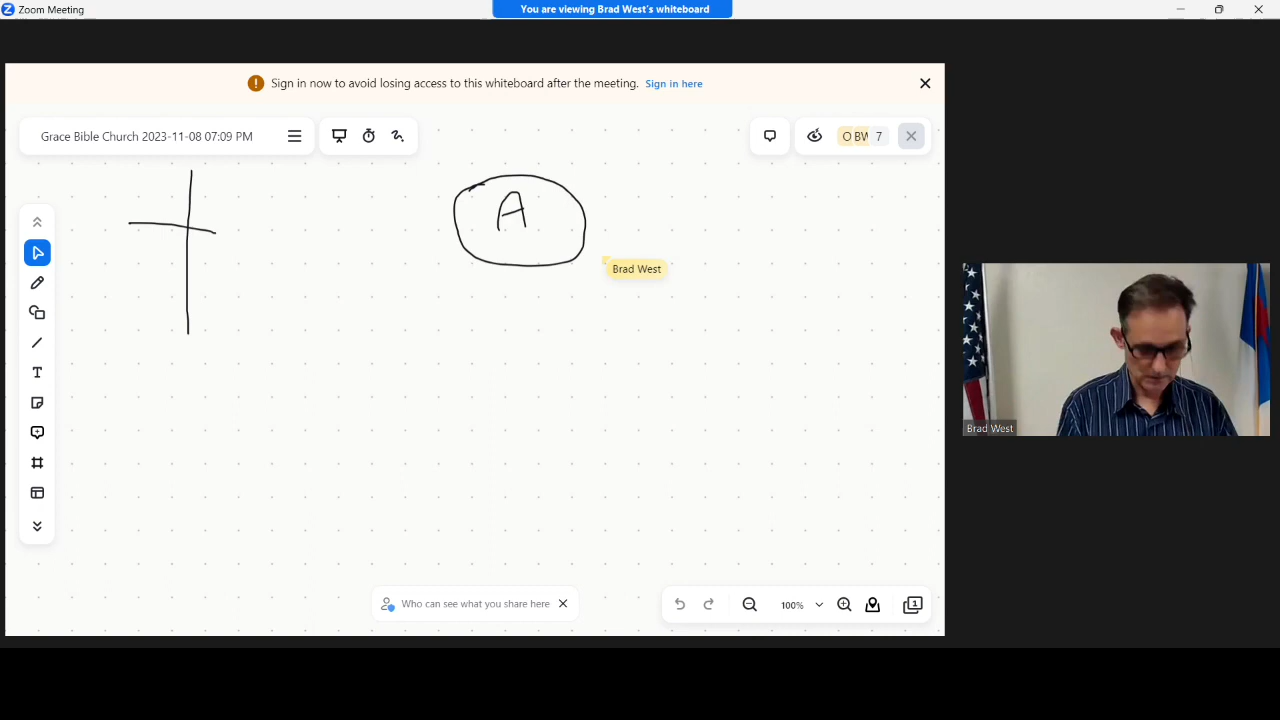 Zoom Meeting
You are viewing Brad West's whiteboard
Sign in now to avoid losing access to this whiteboard after the meeting. Sign in here
Grace Bible Church 2023-11-08 07:09 PM
7
A
Brad West
Brad West
T
Who can see what you share here
100%
1